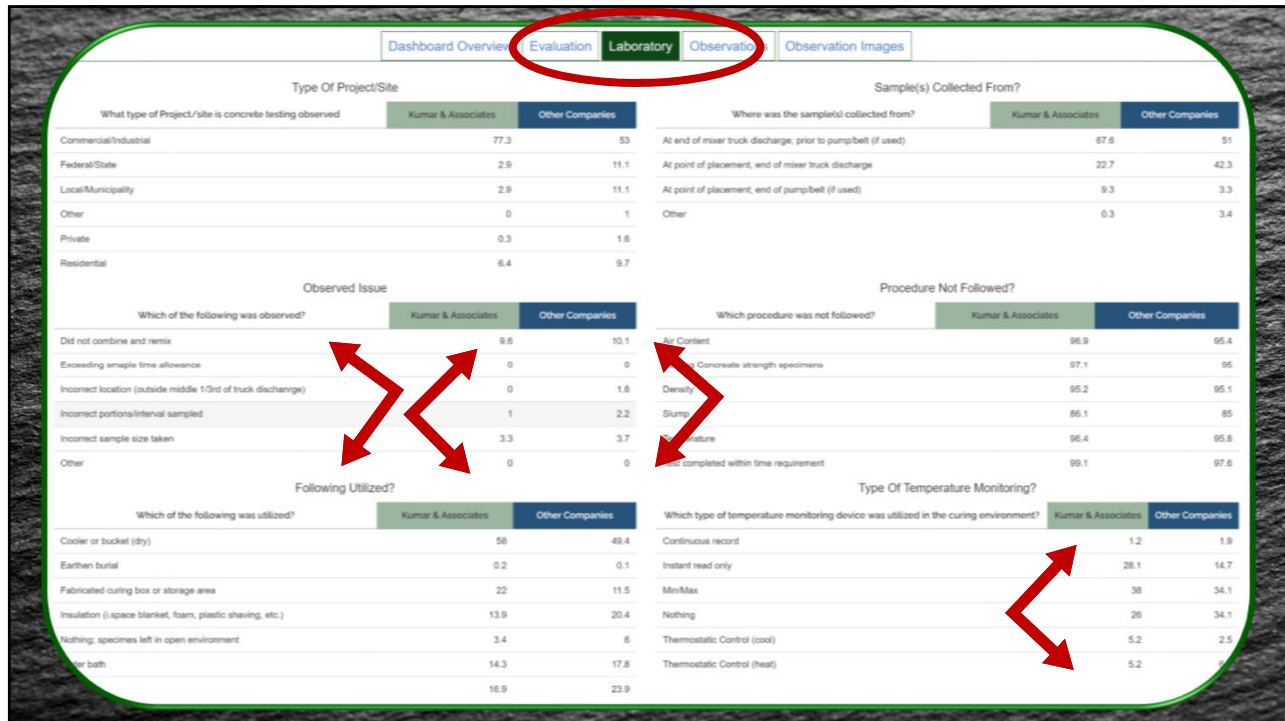 Dashboard Overview Evaluation Laboratory Observations Observation Images
Type Of Project/Site
What type of Project/site is concrete testing observed Kumar & Associates Other Companies
Commercial/Industrial 77.3 53
Federal/State 2.9 11.1
Local/Municipality 2.9 11.1
Other 0 1
Private 0.3 1.6
Residential 6.4 9.7
Sample(s) Collected From?
Where was the sample(s) collected from? Kumar & Associates Other Companies
At end of mixer truck discharge; prior to pump/belt (if used) 67.6 51
At point of placement, end of mixer truck discharge 22.7 42.3
At point of placement; end of pump/belt (if used) 9.3 3.3
Other 0.3 3.4
Observed Issue
Which of the following was observed? Kumar & Associates Other Companies
Did not combine and remix 9.6 10.1
Exceeding smaple time allowance 0 0
Incorrect location (outside middle 1/3rd of truck dischanrge) 0 1.6
Incorrect portions/interval sampled 1 2.2
Incorrect sample size taken 3.3 3.7
Other 0 0
Procedure Not Followed?
Which procedure was not followed? Kumar & Associates Other Companies
Air Content 96.9 95.4
Concreate strength specimens 97.1 95
Density 95.2 95.1
Slump 86.1 85
96.4 95.8
completed within time requirement 99.1 97.6
Following Utilized?
Which of the following was utilized? Kumar & Associates Other Companies
Cooler or bucket (dry) 58 49.4
Earthen burial 0.2 0.1
Fabricated curing box or storage area 22 11.5
Insulation (i.space blanket, foam, plastic shaving, etc.) 13.9 20.4
Nothing; specimes left in open environment 3.4 6
bath 14.3 17.8
16.9 23.9
Type Of Temperature Monitoring?
Which type of temperature monitoring device was utilized in the curing environment? Kumar & Associates Other Companies
Continuous record 1.2 1.9
Instant read only 28.1 14.7
Min/Max 38 34.1
Nothing 26 34.1
Thermostatic Control (cool) 5.2 2.5
Thermostatic Control (heat) 5.2